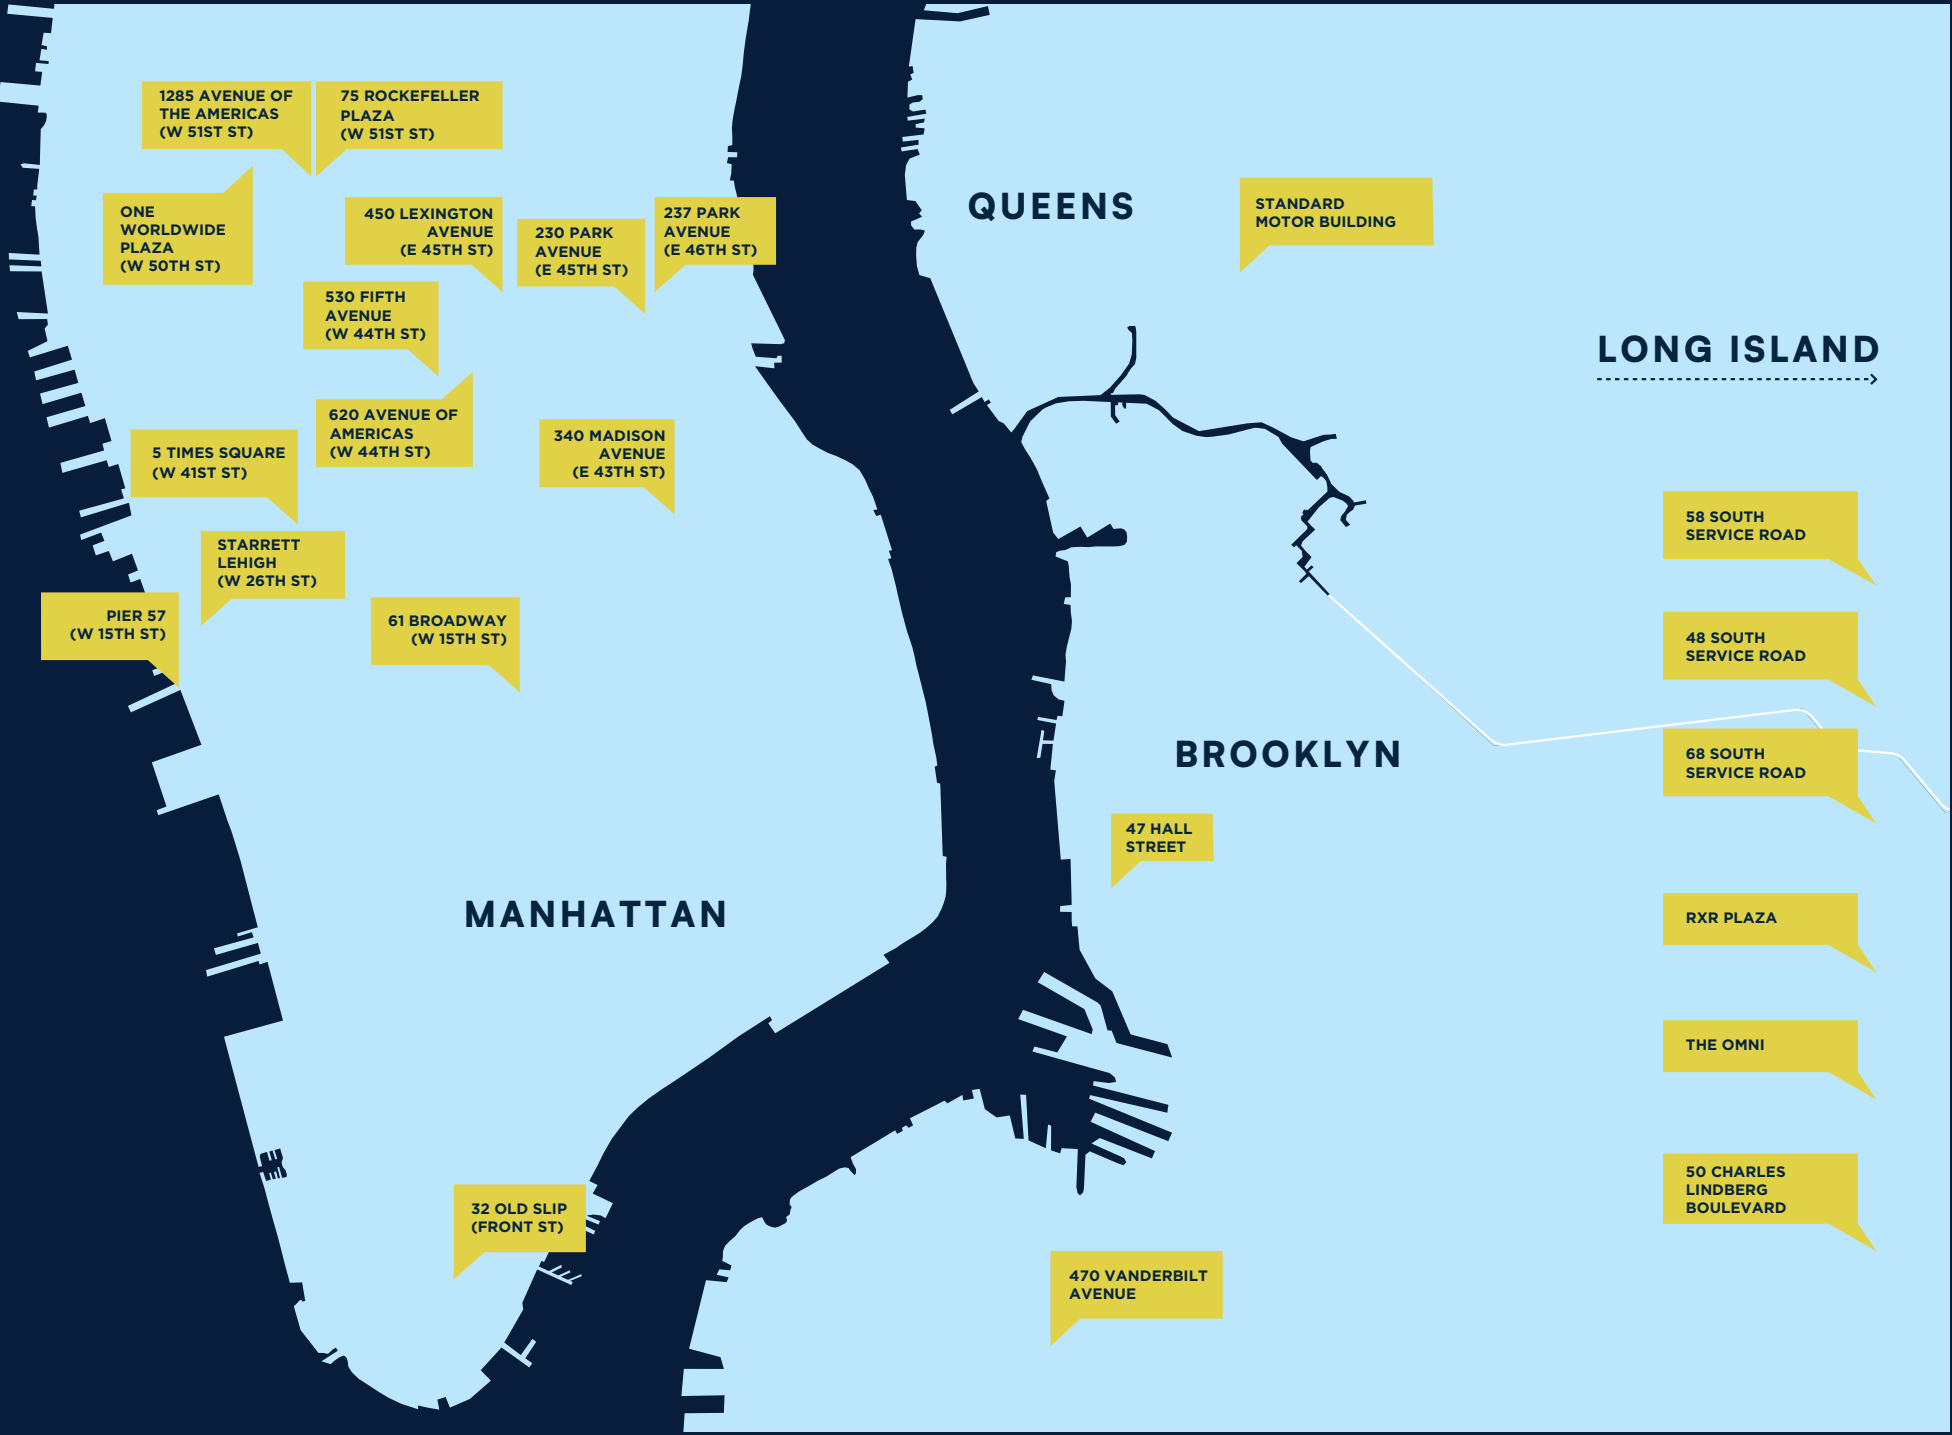 1285 AVENUE OF
THE AMERICAS
(W 51ST ST)
75 ROCKEFELLER
PLAZA
(W 51ST ST)
ONE
WORLDWIDE
PLAZA
(W 50TH ST)
450 LEXINGTON
AVENUE
(E 45TH ST)
230 PARK
AVENUE
(E 45TH ST)
237 PARK
AVENUE
(E 46TH ST)
QUEENS
STANDARD
MOTOR BUILDING
530 FIFTH
AVENUE
(W 44TH ST)
LONG ISLAND
620 AVENUE OF
AMERICAS
(W 44TH ST)
5 TIMES SQUARE
(W 41ST ST)
340 MADISON
AVENUE
(E 43TH ST)
STARRETT
LEHIGH
(W 26TH ST)
PIER 57
(W 15TH ST)
61 BROADWAY
(W 15TH ST)
58 SOUTH
SERVICE ROAD
48 SOUTH
SERVICE ROAD
BROOKLYN
68 SOUTH
SERVICE ROAD
47 HALL
STREET
MANHATTAN
RXR PLAZA
THE OMNI
50 CHARLES
LINDBERG
BOULEVARD
32 OLD SLIP
(FRONT ST)
470 VANDERBILT
AVENUE